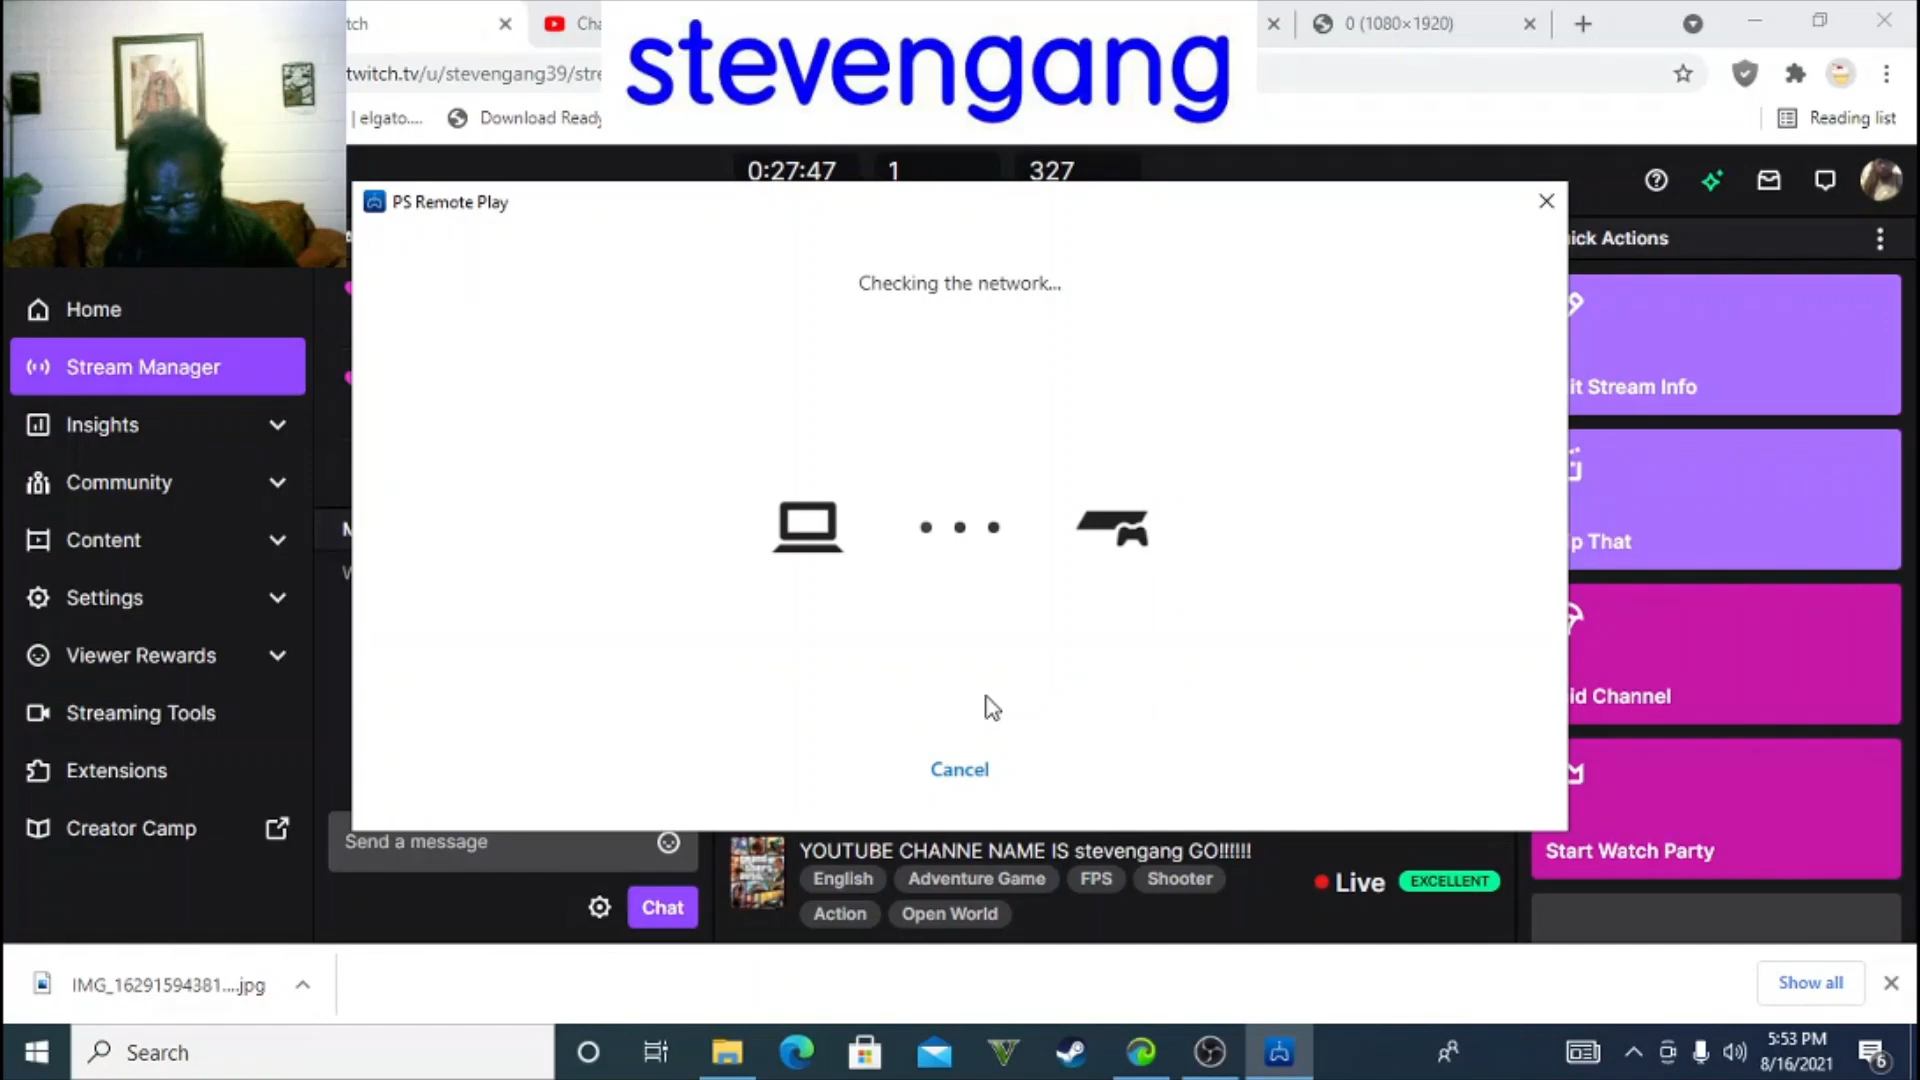 tch
Cha
0 (1080×1920)
stevengang
twitch.tv/u/stevengang39/stre
| elgato....
Download Ready
Reading list
0:27:47
1
327
PS Remote Play
Checking the network...
Cancel
Home
Stream Manager
Insights
Community
Content
Settings
Viewer Rewards
Streaming Tools
Extensions
Creator Camp
ick Actions
it Stream Info
p That
id Channel
Start Watch Party
Send a message
Chat
YOUTUBE CHANNE NAME IS stevengang GO!!!!!!
English
Adventure Game
FPS
Shooter
Action
Open World
Live
EXCELLENT
IMG_16291594381....jpg
Show all
Search
5:53 PM
8/16/2021
6